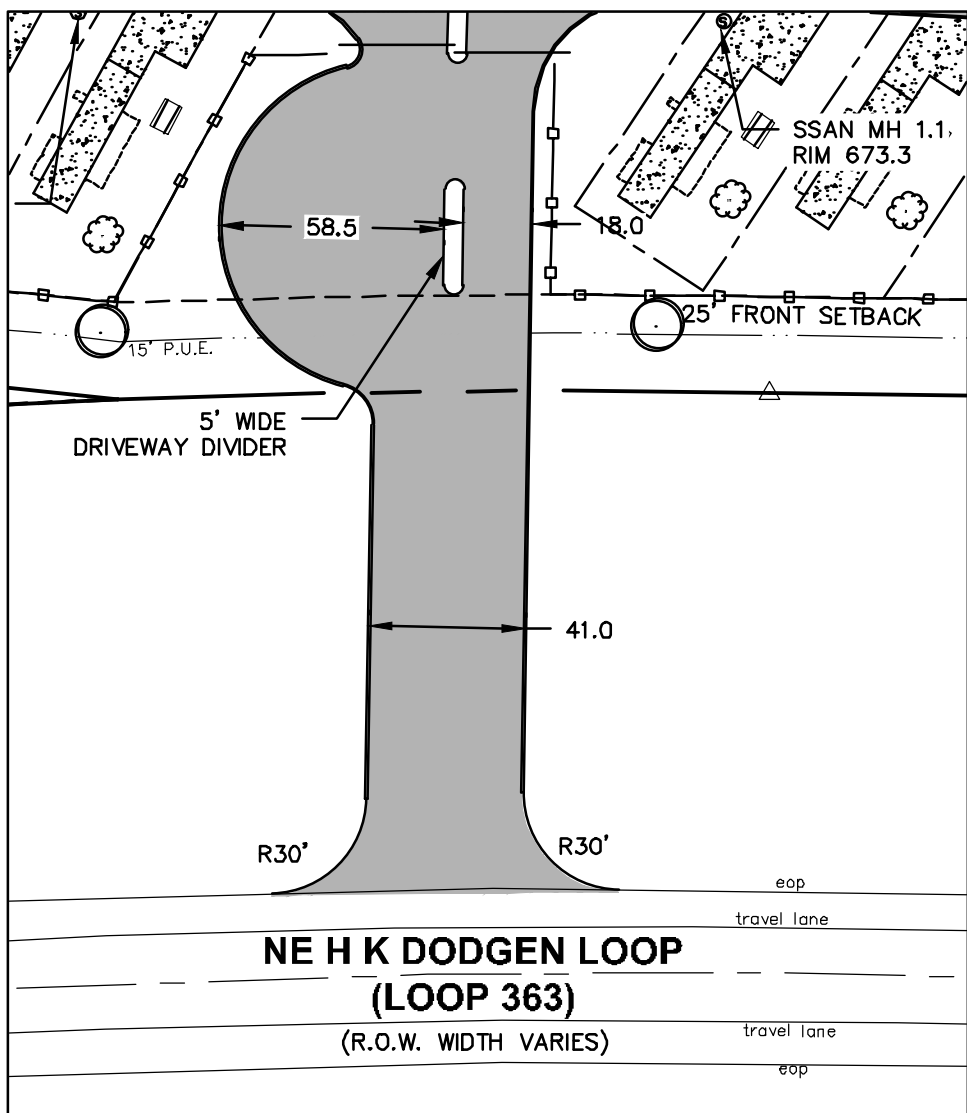 S
S
SSAN MH 1.1,
RIM 673.3
58.5
18.0
25' FRONT SETBACK
15' P.U.E.
5' WIDE
DRIVEWAY DIVIDER
41.0
R30'
R30'
eop
travel lane
NE H K DODGEN LOOP
(LOOP 363)
(R.O.W. WIDTH VARIES)
travel lane
eop